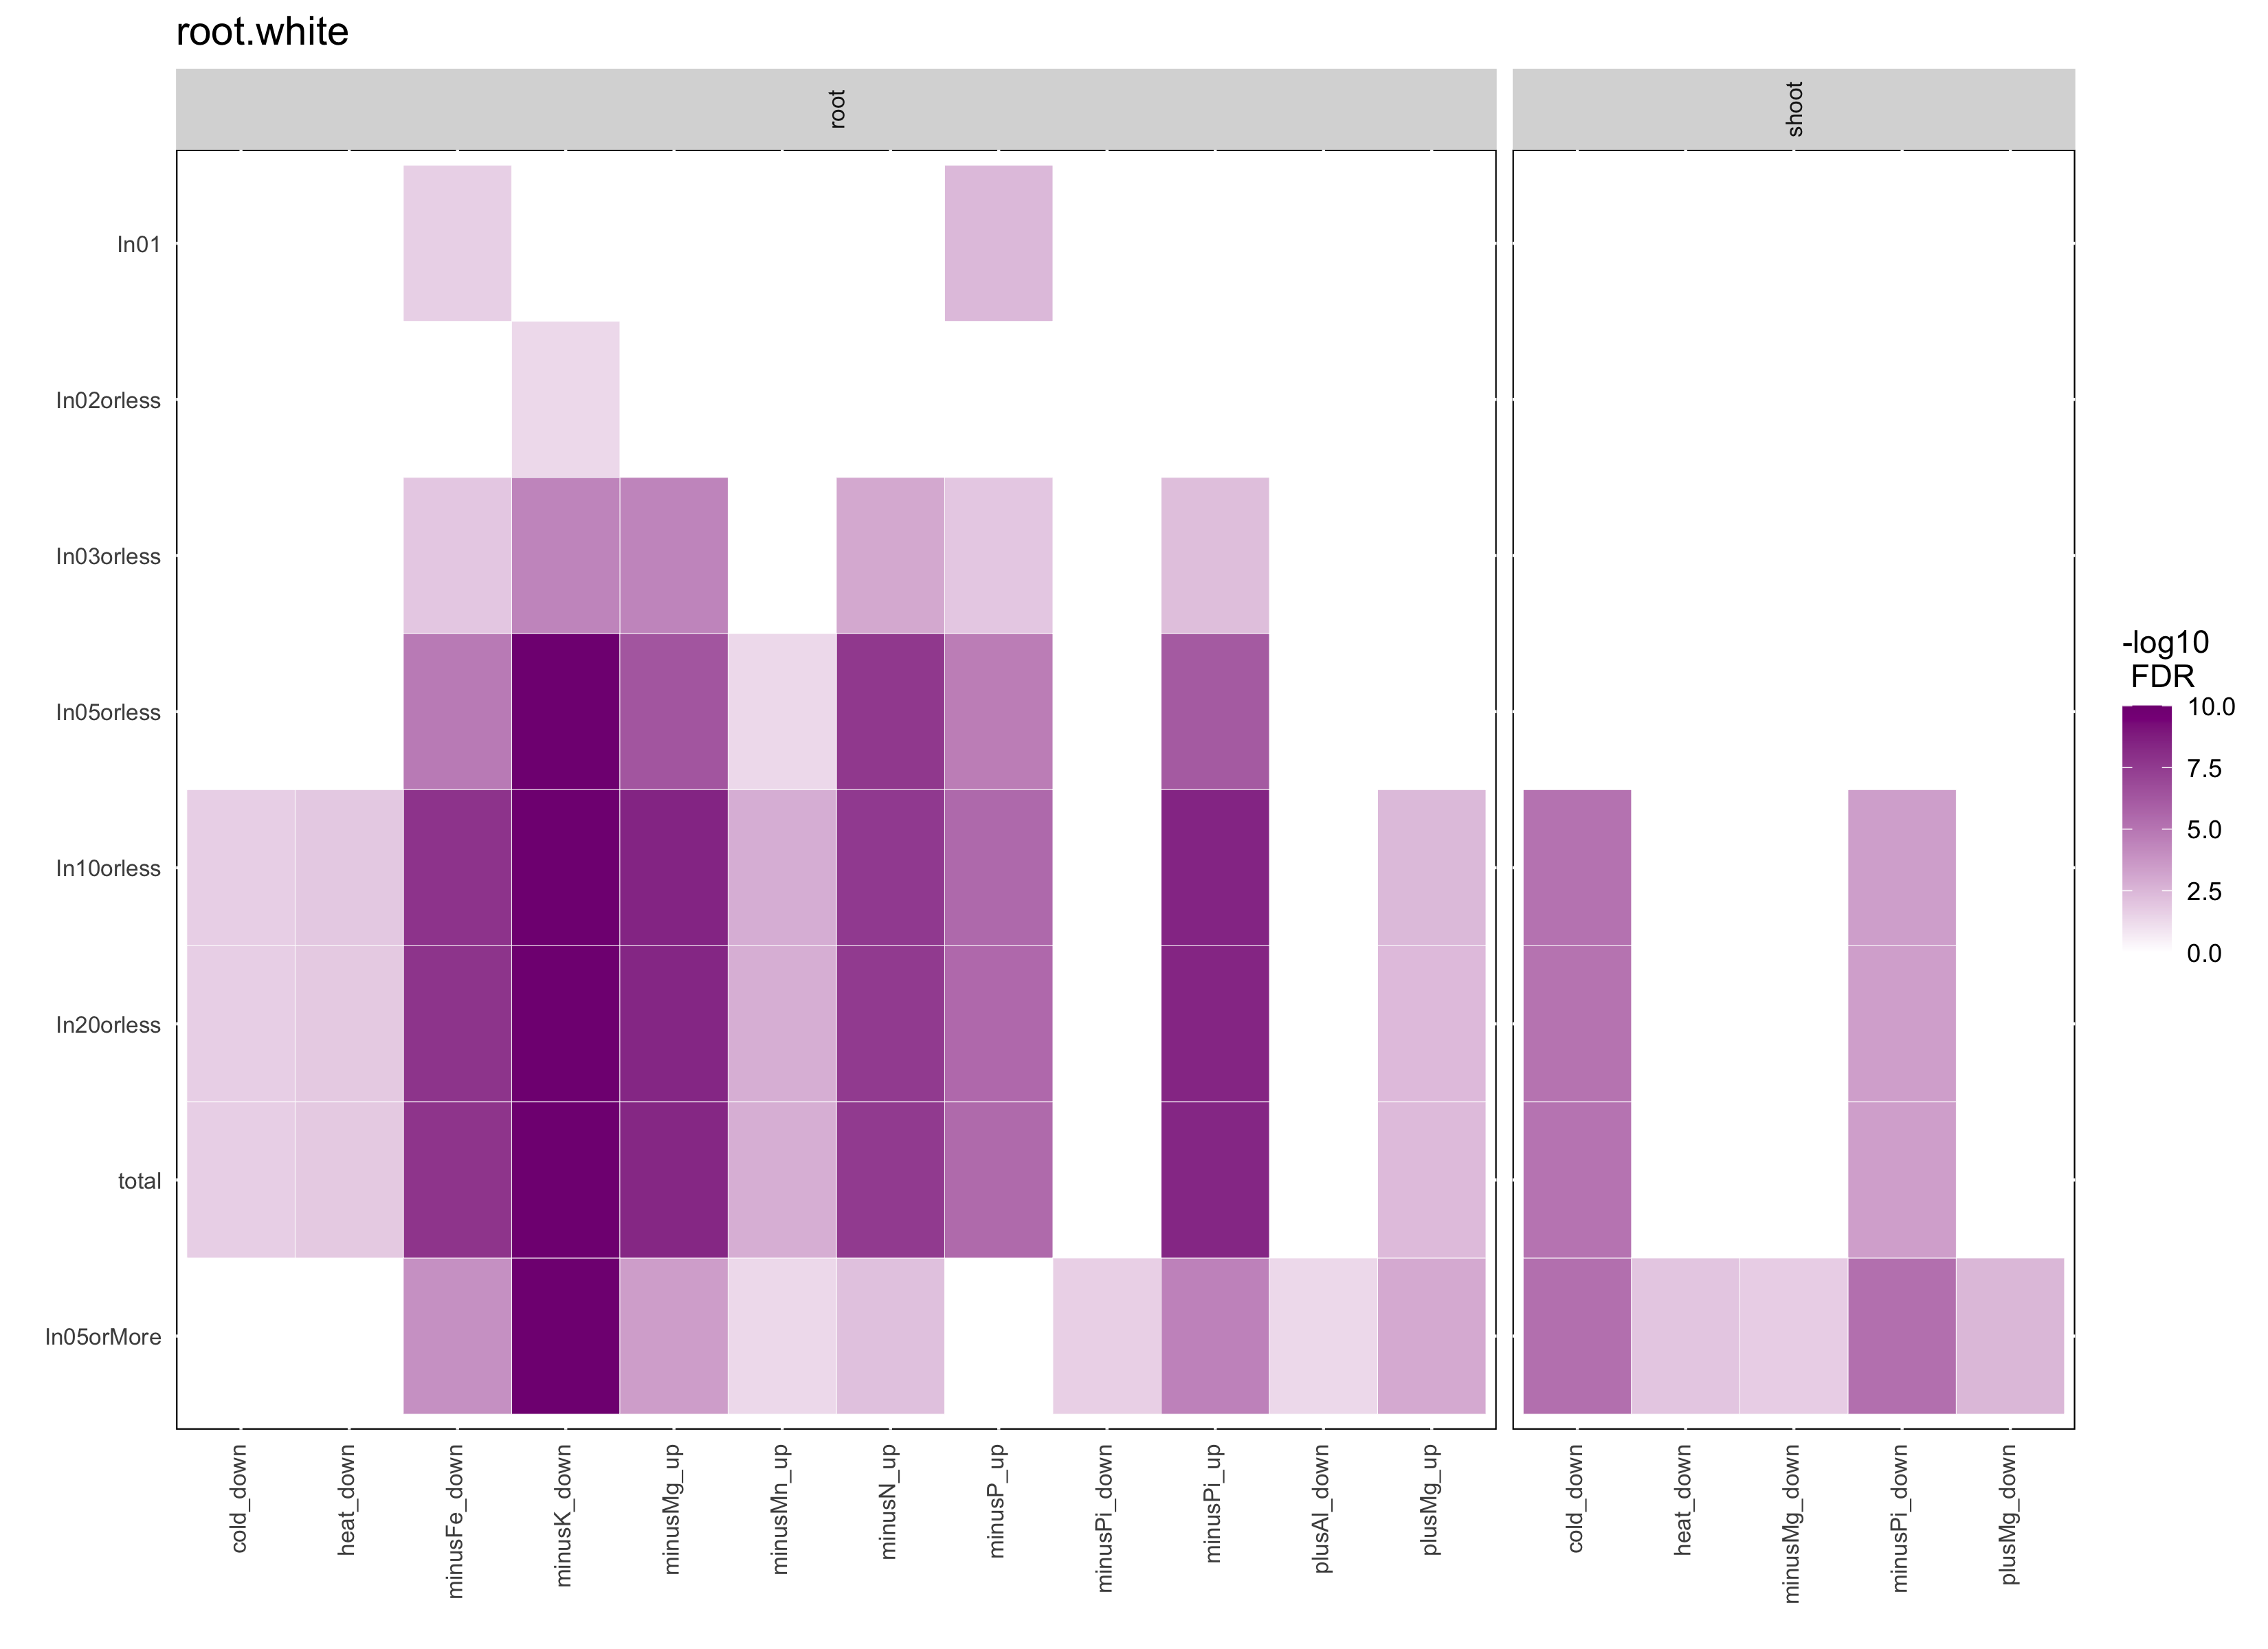 root.white
root
shoot
In01
In02orless
In03orless
In05orless
In10orless
In20orless
total
In05orMore
cold_down
heat_down
minusFe_down
minusK_down
minusMg_up
minusMn_up
minusN_up
minusP_up
minusPi_down
minusPi_up
plusAl_down
plusMg_up
cold_down
heat_down
minusMg_down
minusPi_down
plusMg_down
-log10
FDR
10.0
7.5
5.0
2.5
0.0